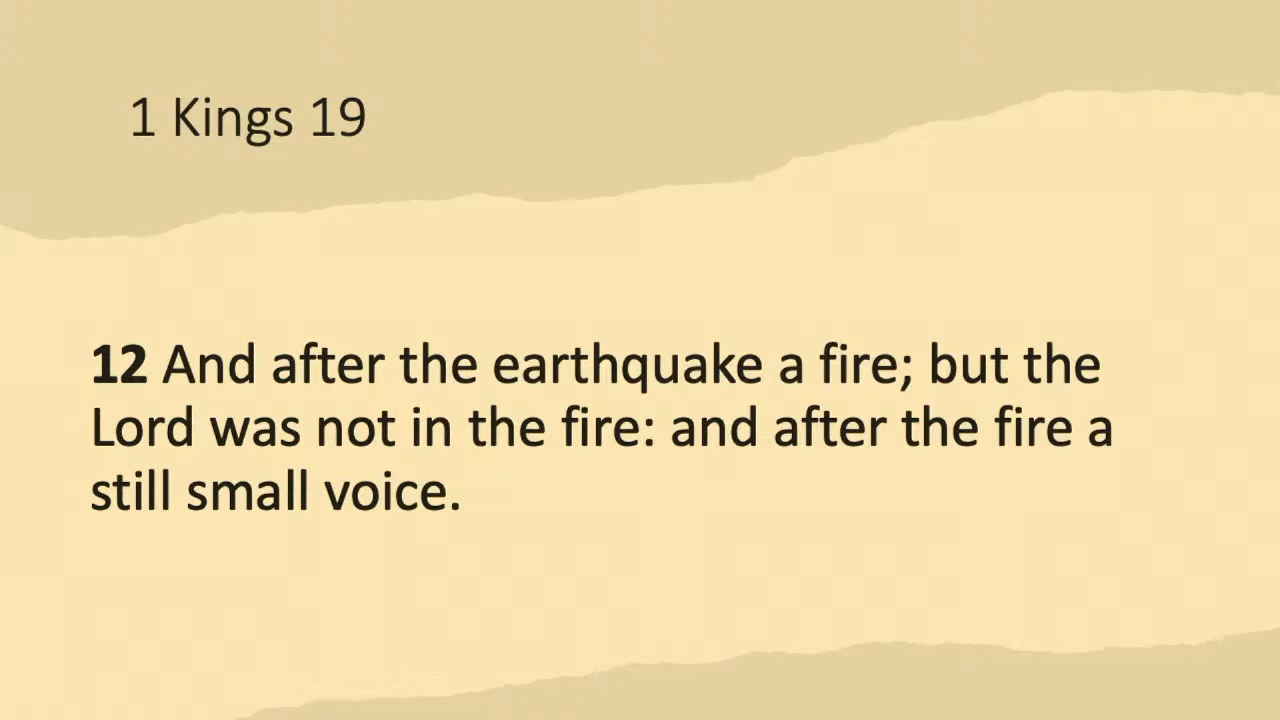 1 Kings 19
12 And after the earthquake a fire; but the
Lord was not in the fire: and after the fire a
still small voice.